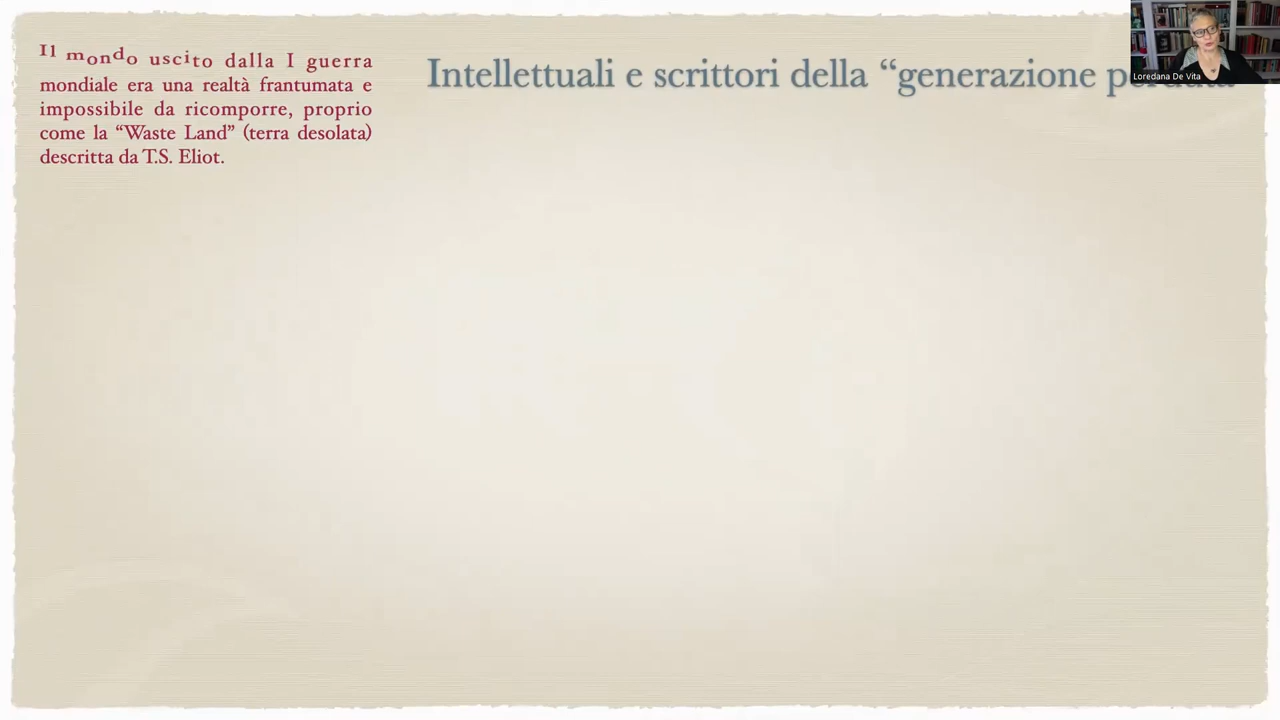 Il mondo uscito dalla I guerra
mondiale era una realtà frantumata e
impossibile da ricomporre, proprio
come la “Waste Land” (terra desolata)
descritta da T.S. Eliot.
Intellettuali e scrittori della “generazione
Loredana De Vita